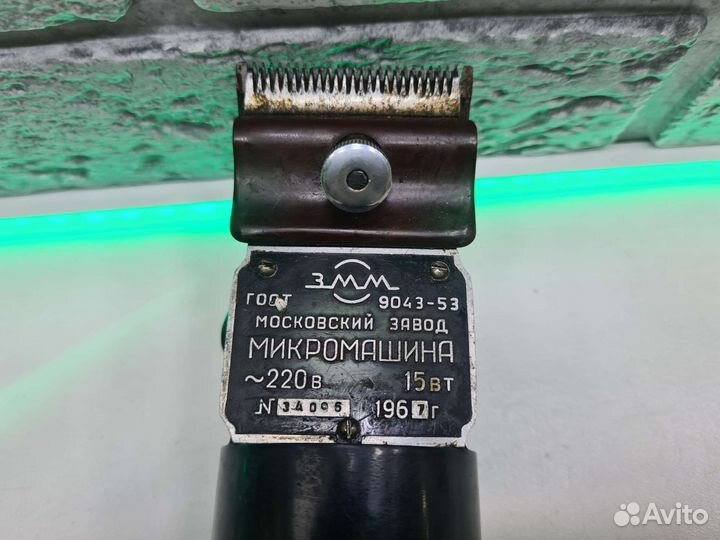 ЗММ
ГОСТ 9043-53
МОСКОВСКИЙ ЗАВОД
МИКРОМАШИНА
~220в 15вт
№ 34096 1967г
Avito